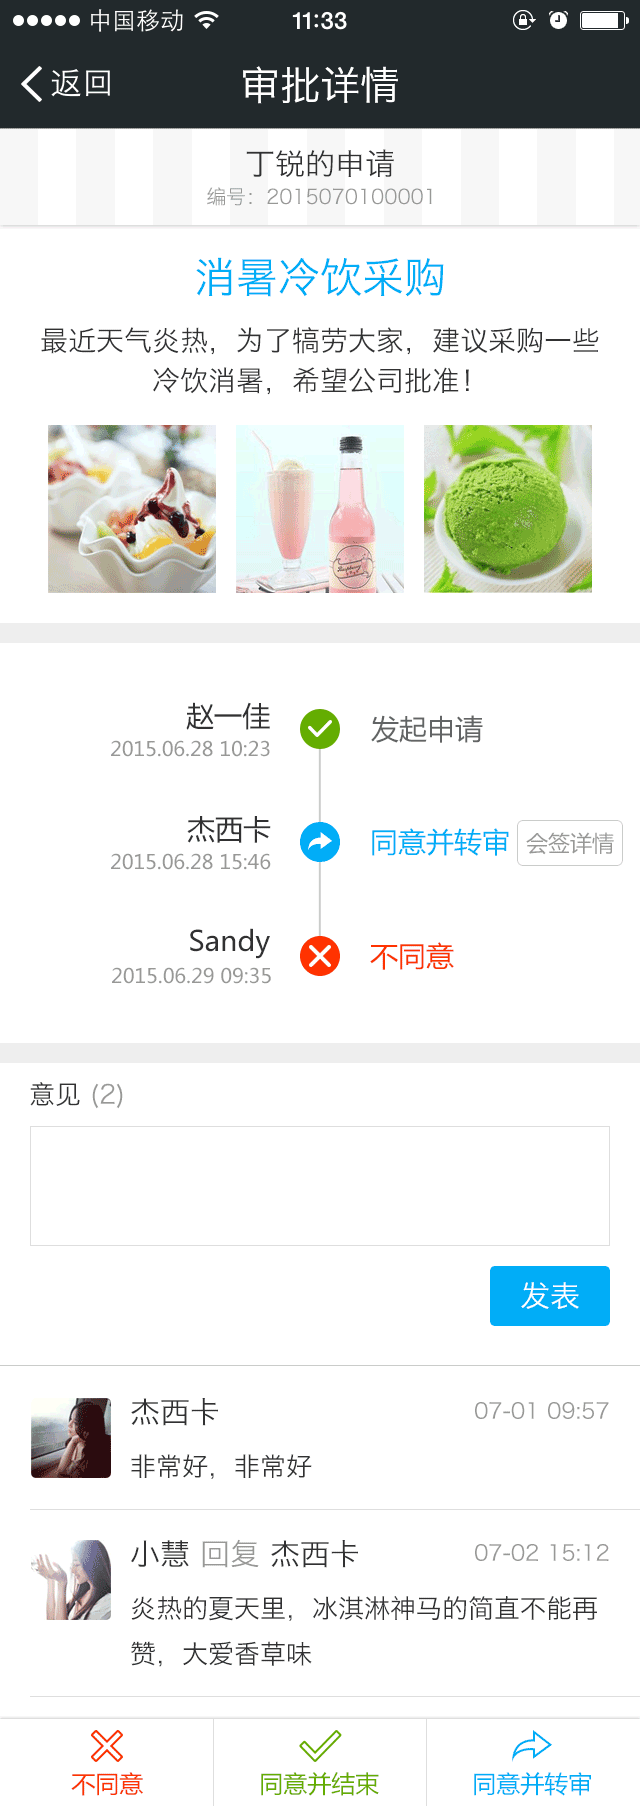 中国移动 11:33
返回 审批详情
丁锐的申请
编号：2015070100001
消暑冷饮采购
最近天气炎热，为了犒劳大家，建议采购一些
冷饮消暑，希望公司批准！
赵一佳 发起申请
2015.06.28 10:23
杰西卡 同意并转审 会签详情
2015.06.28 15:46
Sandy 不同意
2015.06.29 09:35
意见 (2)
发表
杰西卡 07-01 09:57
非常好，非常好
小慧 回复 杰西卡 07-02 15:12
炎热的夏天里，冰淇淋神马的简直不能再
赞，大爱香草味
不同意 同意并结束 同意并转审